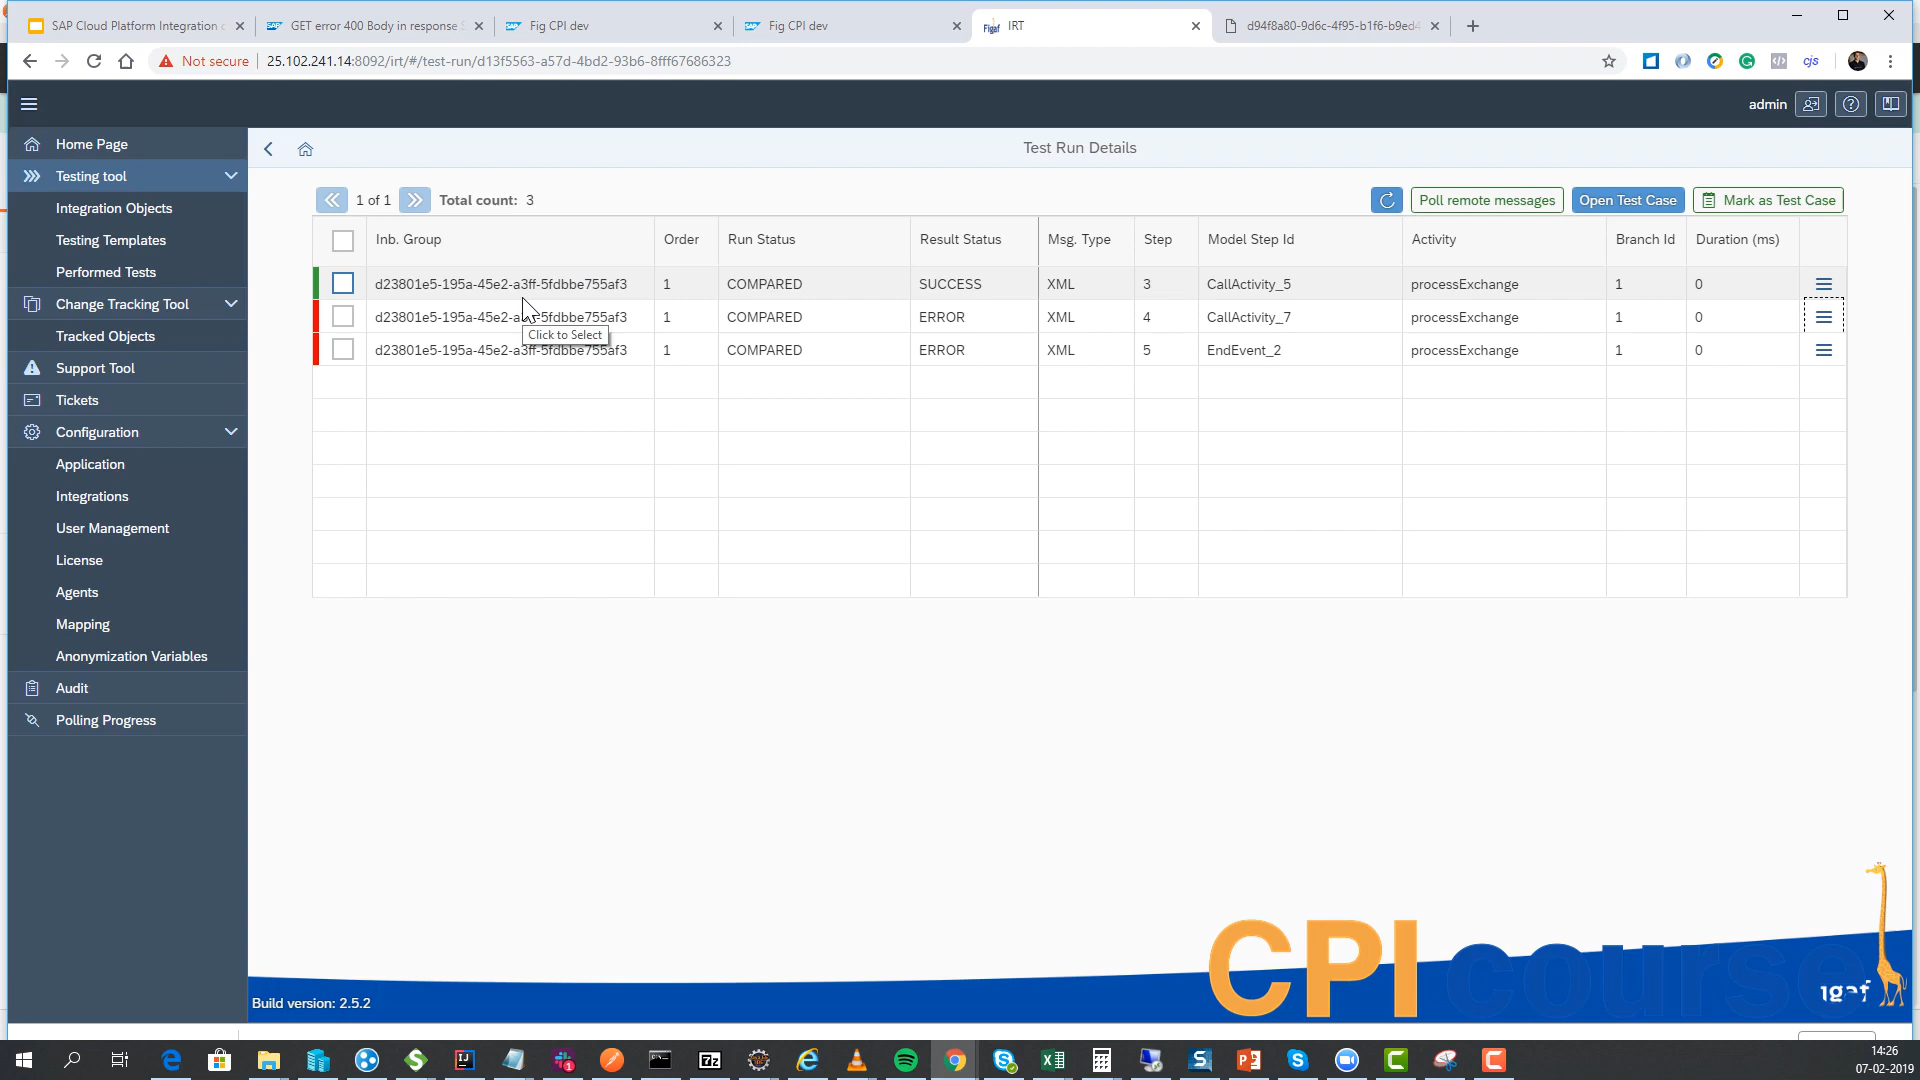 SAP Cloud Platform Integration c
GET error 400 Body in response S
Fig CPI dev
Fig CPI dev
IRT
d94f8a80-9d6c-4f95-b1f6-b9ed4
Not secure
25.102.241.14:8092/irt/#/test-run/d13f5563-a57d-4bd2-93b6-8fff67686323
cjs
admin
Home Page
Testing tool
Integration Objects
Testing Templates
Performed Tests
Change Tracking Tool
Tracked Objects
Support Tool
Tickets
Configuration
Application
Integrations
User Management
License
Agents
Mapping
Anonymization Variables
Audit
Polling Progress
Test Run Details
1 of 1 Total count: 3
Poll remote messages
Open Test Case
Mark as Test Case
Inb. Group Order Run Status Result Status Msg. Type Step Model Step Id Activity Branch Id Duration (ms)
d23801e5-195a-45e2-a3ff-5fdbbe755af3 1 COMPARED SUCCESS XML 3 CallActivity_5 processExchange 1 0
d23801e5-195a-45e2-a3ff-5fdbbe755af3 1 COMPARED ERROR XML 4 CallActivity_7 processExchange 1 0
Click to Select
d23801e5-195a-45e2-a3ff-5fdbbe755af3 1 COMPARED ERROR XML 5 EndEvent_2 processExchange 1 0
CPI course
igaf
Build version: 2.5.2
14:26
07-02-2019